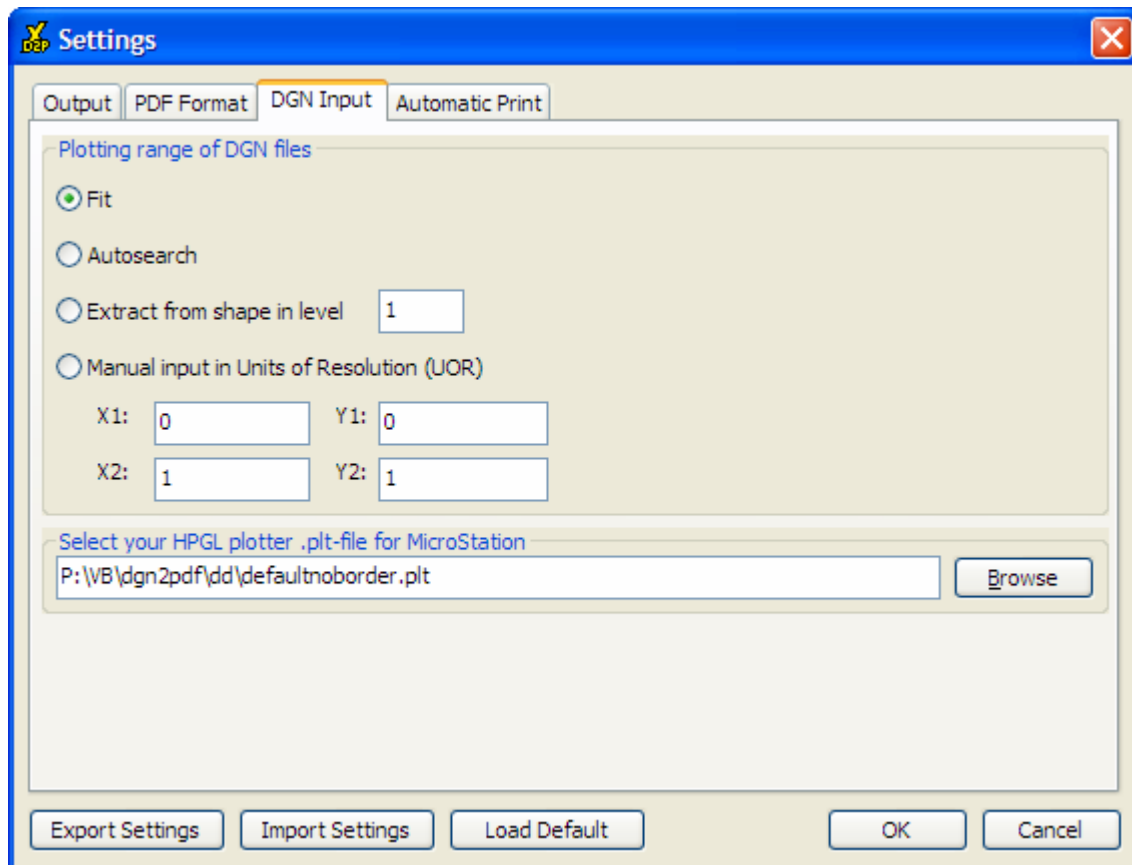 D2P Settings
Output PDF Format DGN Input Automatic Print
Plotting range of DGN files
Fit
Autosearch
Extract from shape in level 1
Manual input in Units of Resolution (UOR)
X1: 0 Y1: 0
X2: 1 Y2: 1
Select your HPGL plotter .plt-file for MicroStation
P:\VB\dgn2pdf\dd\defaultnoborder.plt Browse
Export Settings Import Settings Load Default OK Cancel